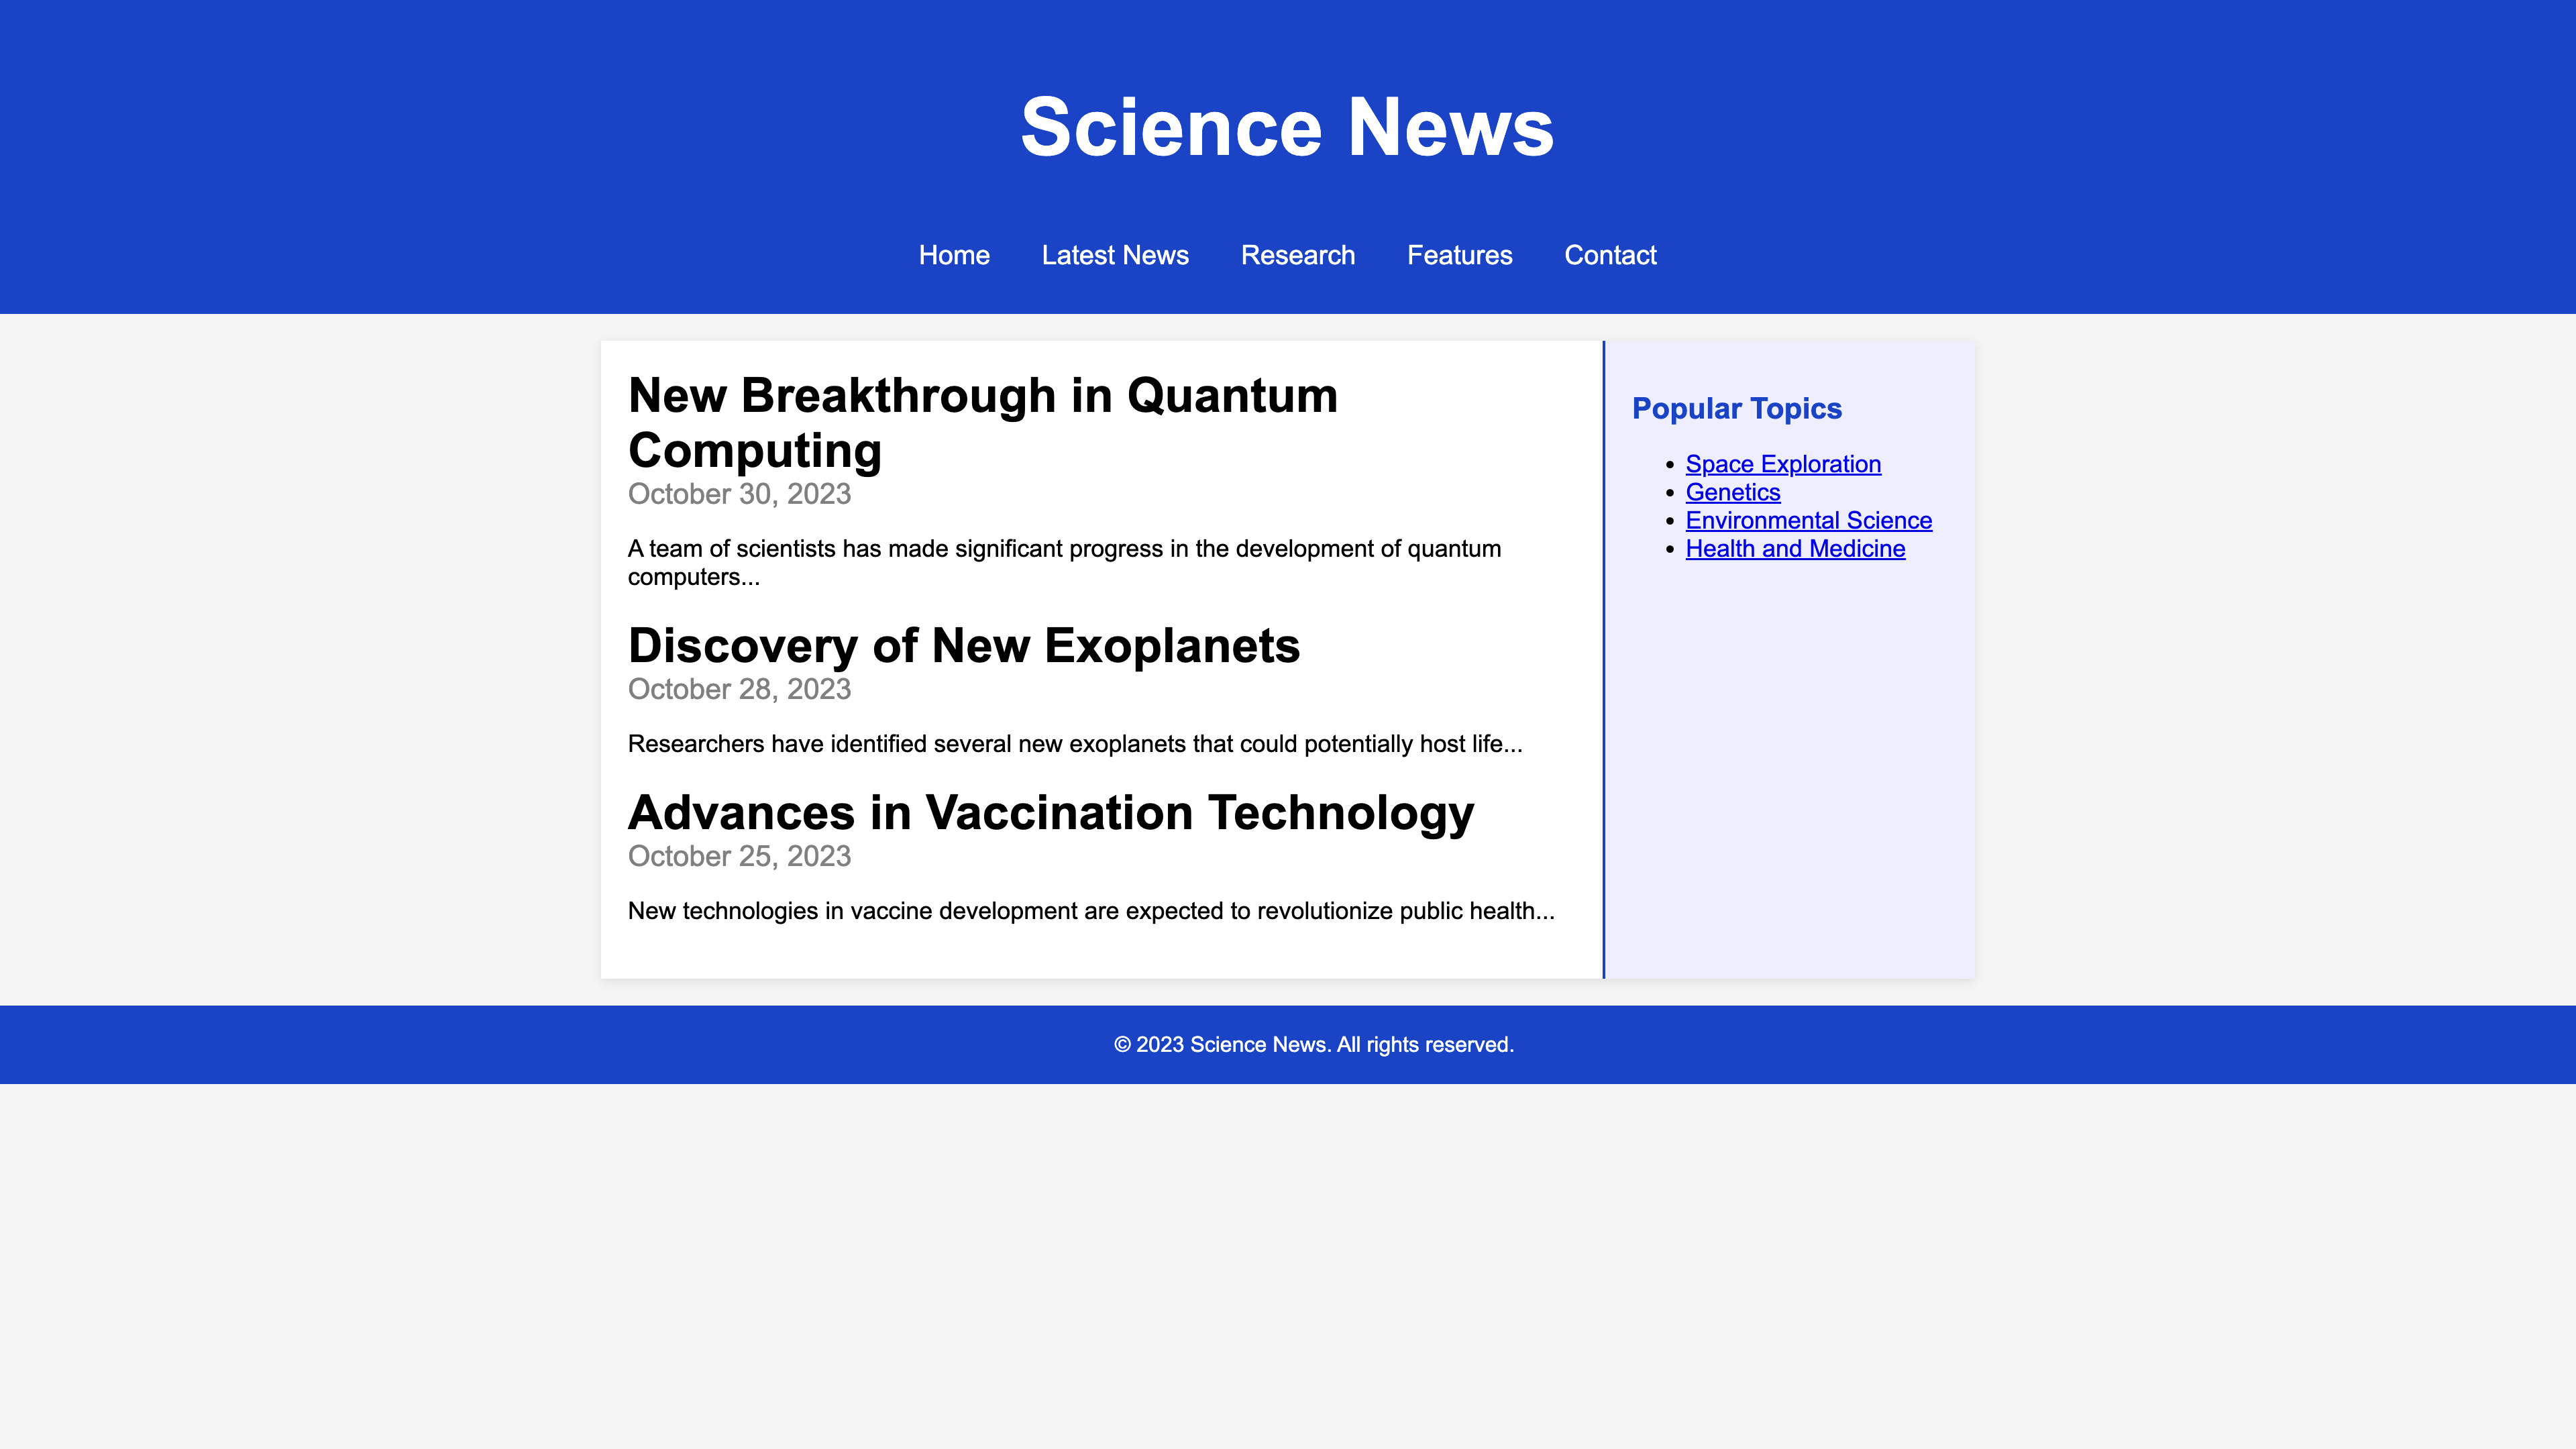 Science News
Home Latest News Research Features Contact
New Breakthrough in Quantum
Computing
October 30, 2023
A team of scientists has made significant progress in the development of quantum
computers...
Discovery of New Exoplanets
October 28, 2023
Researchers have identified several new exoplanets that could potentially host life...
Advances in Vaccination Technology
October 25, 2023
New technologies in vaccine development are expected to revolutionize public health...
Popular Topics
Space Exploration
Genetics
Environmental Science
Health and Medicine
© 2023 Science News. All rights reserved.